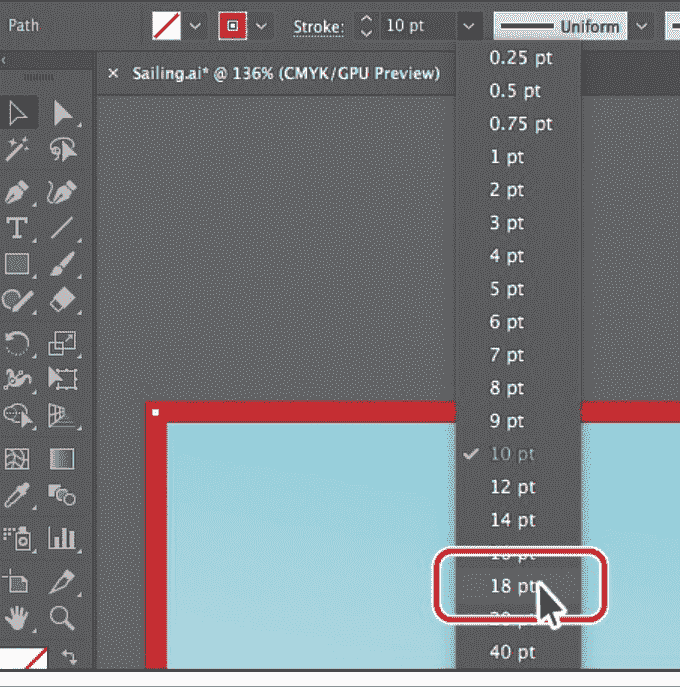 Path
Stroke:
10 pt
Uniform
× Sailing.ai* @ 136% (CMYK/GPU Preview)
0.25 pt
0.5 pt
0.75 pt
1 pt
2 pt
3 pt
4 pt
5 pt
6 pt
7 pt
8 pt
9 pt
10 pt
12 pt
14 pt
18 pt
40 pt